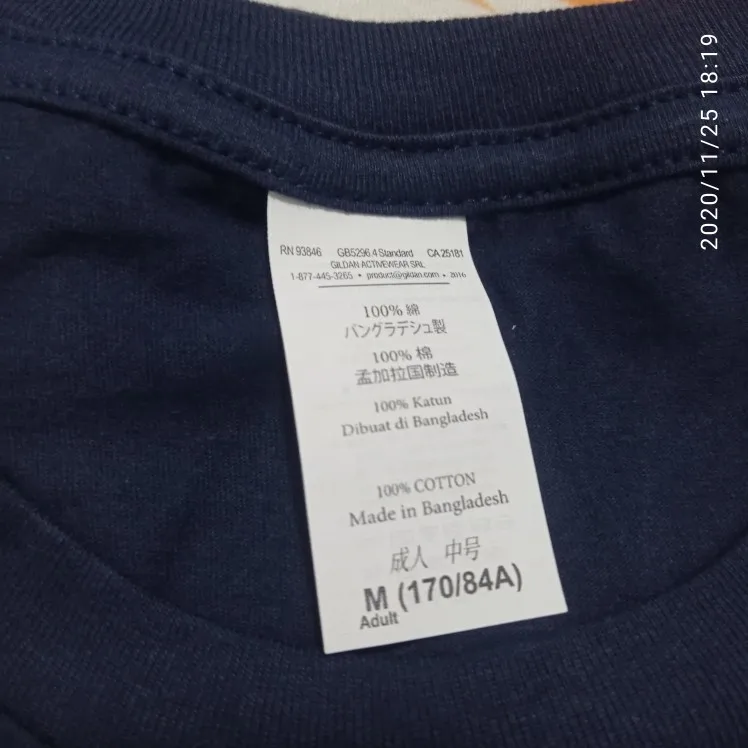 RN 93846 GB5296.4 Standard CA 25181
GILDAN ACTIVEWEAR SRL
1-877-445-3265 • product@gildan.com • 2016
100% 綿
バングラデシュ製
100% 棉
孟加拉国制造
100% Katun
Dibuat di Bangladesh
100% COTTON
Made in Bangladesh
成人 中号
M (170/84A)
Adult
2020/11/25 18:19